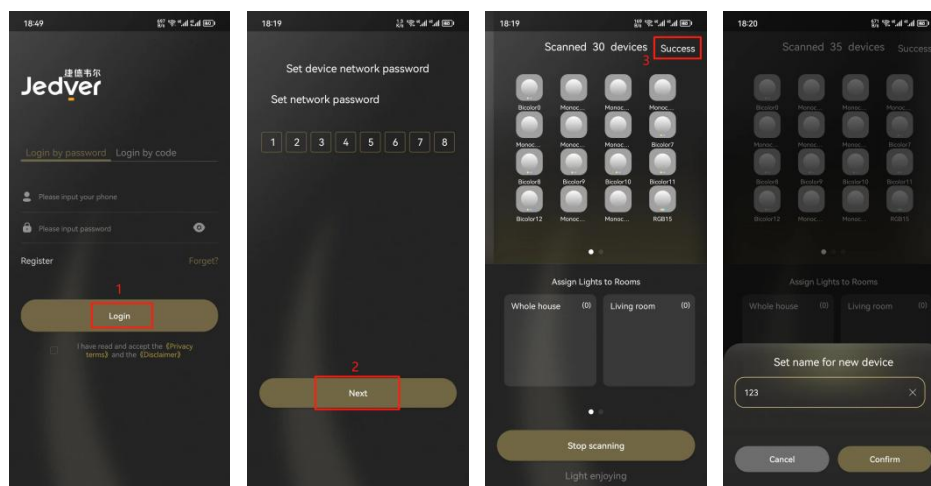 18:49
捷德韦尔
Jedver
Login by password Login by code
Please input your phone
Please input password
Register Forget?
1
Login
I have read and accept the 《Privacy
terms》 and the 《Disclaimer》
18:19
Set device network password
Set network password
1 2 3 4 5 6 7 8
2
Next
18:19
Scanned 30 devices Success
3
Bicolor0 Monoc... Monoc... Monoc...
Monoc... Monoc... Monoc... Bicolor7
Bicolor8 Bicolor9 Bicolor10 Bicolor11
Bicolor12 Monoc... Monoc... RGB15
Assign Lights to Rooms
Whole house (0) Living room (0)
Stop scanning
Light enjoying
18:20
Scanned 35 devices Success
Bicolor0 Monoc... Monoc... Monoc...
Monoc... Monoc... Monoc... Bicolor7
Bicolor8 Bicolor9 Bicolor10 Bicolor11
Bicolor12 Monoc... Monoc... RGB15
Assign Lights to Rooms
Whole house (0) Living room (0)
Set name for new device
123
Cancel Confirm